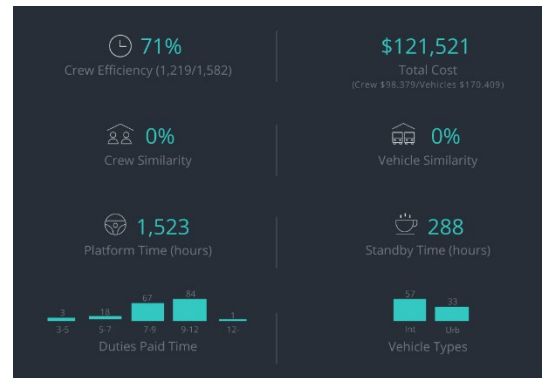 71%
Crew Efficiency (1,219/1,582)
$121,521
Total Cost
(Crew $98.379/Vehicles $170.409)
0%
Crew Similarity
0%
Vehicle Similarity
1,523
Platform Time (hours)
288
Standby Time (hours)
3 18 67 84 1
3-5 5-7 7-9 9-12 12-
Duties Paid Time
57 33
Int Urb
Vehicle Types